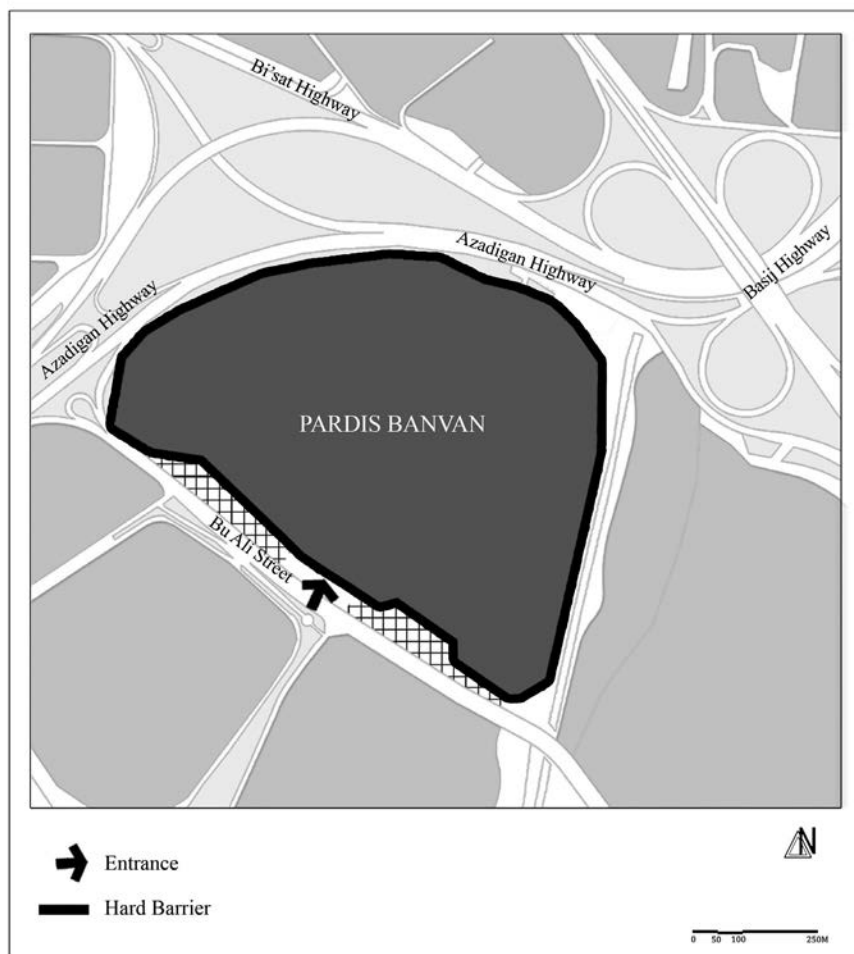 Bi'sat Highway
Azadigan Highway
Basij Highway
Azadigan Highway
PARDIS BANVAN
Bu Ali Street
Entrance
N
Hard Barrier
0 50 100 250M